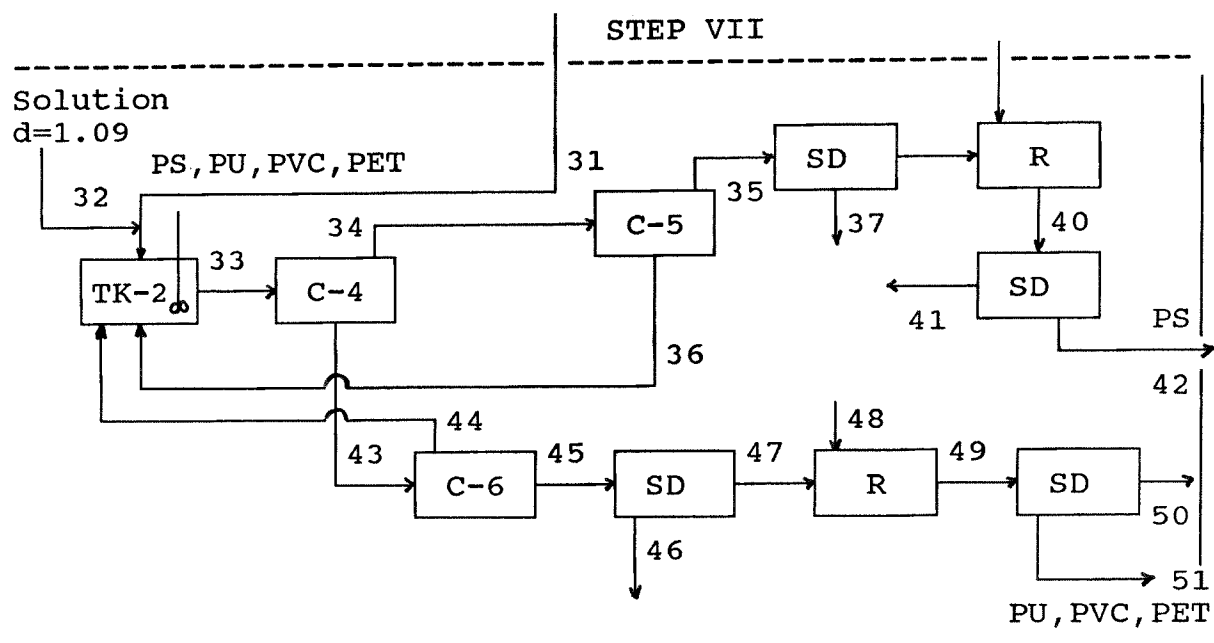 STEP VII
Solution
d=1.09
PS,PU,PVC,PET
31
32
34
35
SD
R
C-5
37
40
33
TK-2
C-4
SD
41
PS
36
42
44
48
43
45
47
49
C-6
SD
R
SD
50
46
51
PU,PVC,PET